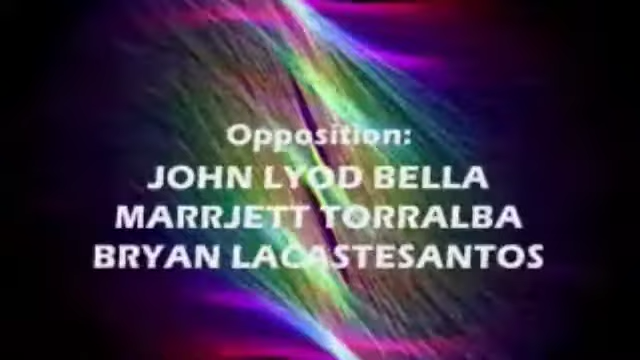 Opposition:
JOHN LYOD BELLA
MARRJETT TORRALBA
BRYAN LACASTESANTOS